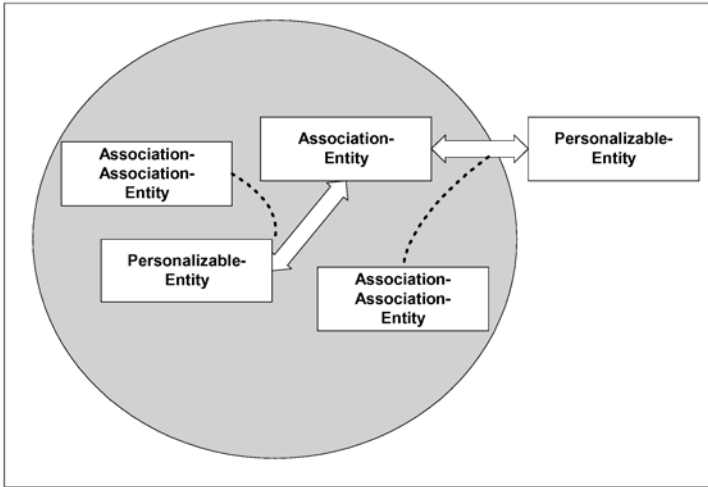 Association-
Entity
Personalizable-
Entity
Association-
Association-
Entity
Personalizable-
Entity
Association-
Association-
Entity